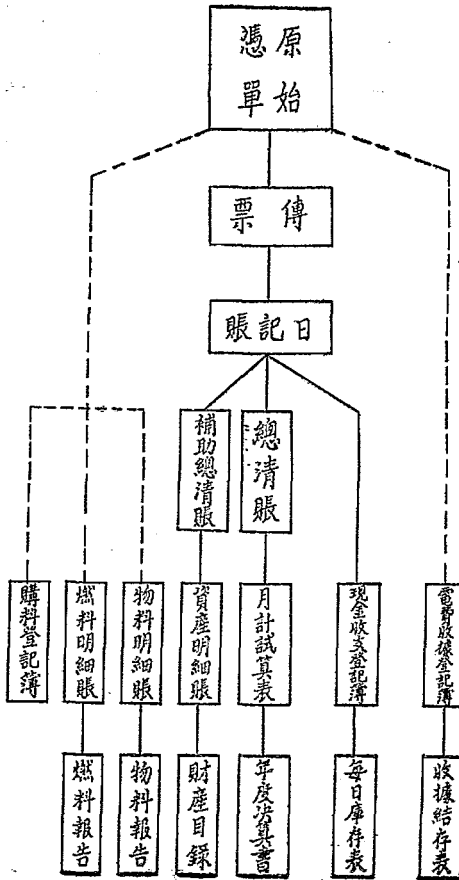 原始
憑單
傳票
日記賬
總清賬
補助總清賬
電費收據登記簿
現金收支登記簿
月計試算表
資產明細賬
物料明細賬
燃料明細賬
購料登記簿
收據結存表
每日庫存表
年度決算書
財產目錄
物料報告
燃料報告